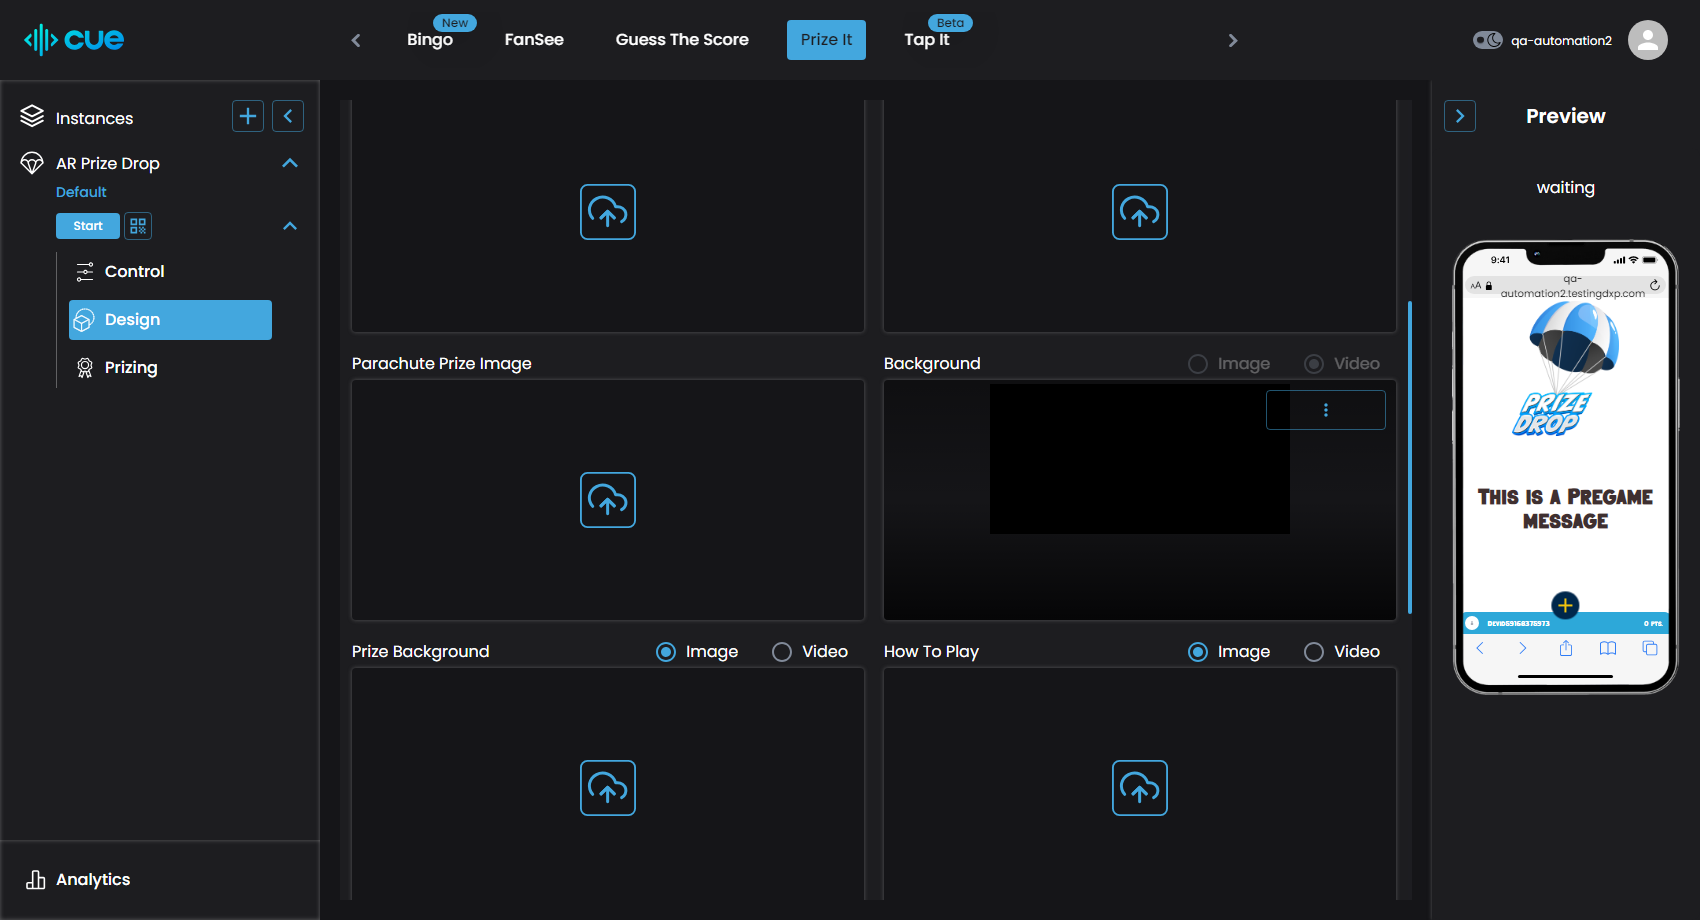 cue
New
Bingo
FanSee
Guess The Score
Prize It
Beta
Tap It
qa-automation2
Instances
AR Prize Drop
Default
Start
Control
Design
Prizing
Analytics
Parachute Prize Image
Background
Image
Video
Prize Background
Image
Video
How To Play
Image
Video
Preview
waiting
9:41
AA
qa-
automation2.testingdxp.com
PRIZE
DROP
This is a Pregame
message
0 PTS.